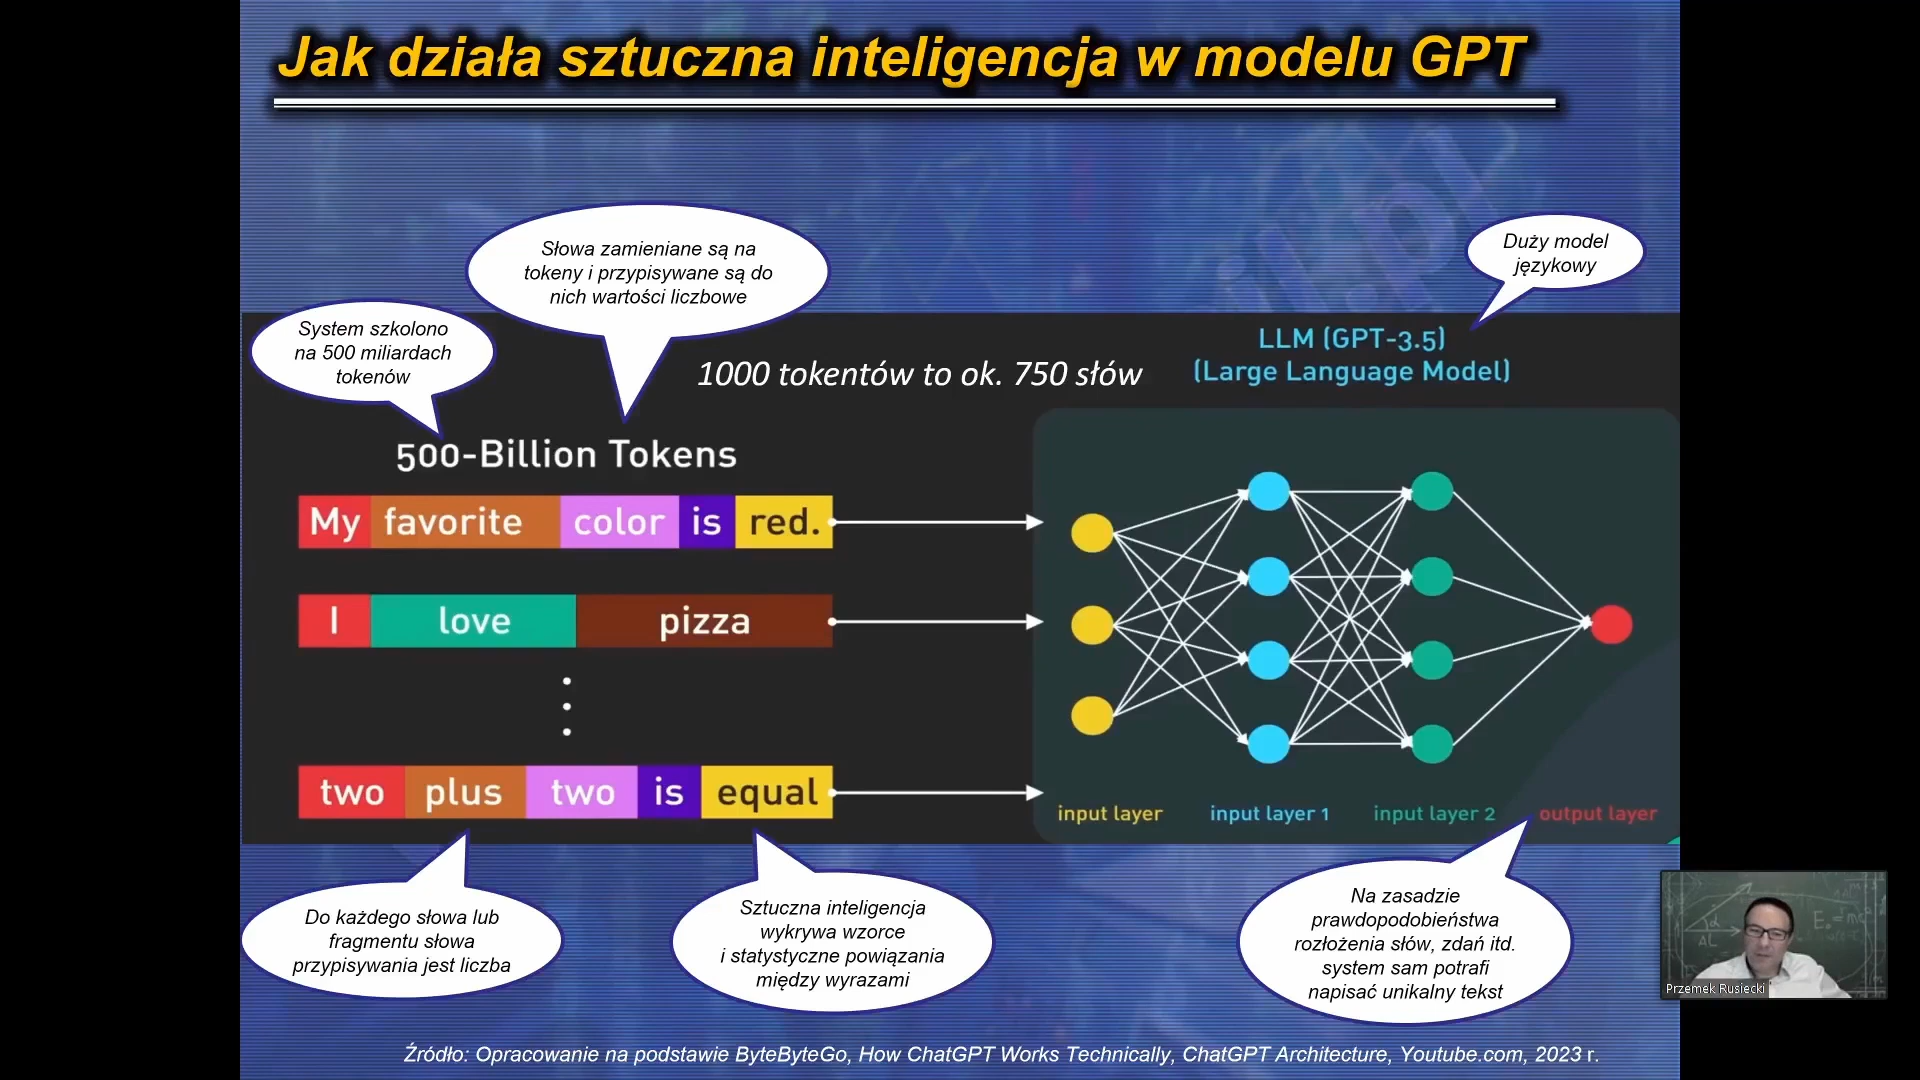 Jak działa sztuczna inteligencja w modelu GPT
Słowa zamieniane są na
tokeny i przypisywane są do
nich wartości liczbowe
Duży model
językowy
System szkolono
na 500 miliardach
tokenów
1000 tokentów to ok. 750 słów
LLM (GPT-3.5)
(Large Language Model)
500-Billion Tokens
My favorite color is red.
I love pizza
two plus two is equal
input layer input layer 1 input layer 2 output layer
Do każdego słowa lub
fragmentu słowa
przypisywania jest liczba
Sztuczna inteligencja
wykrywa wzorce
i statystyczne powiązania
między wyrazami
Na zasadzie
prawdopodobieństwa
rozłożenia słów, zdań itd.
system sam potrafi
napisać unikalny tekst
Przemek Rusiecki
Źródło: Opracowanie na podstawie ByteByteGo, How ChatGPT Works Technically, ChatGPT Architecture, Youtube.com, 2023 r.